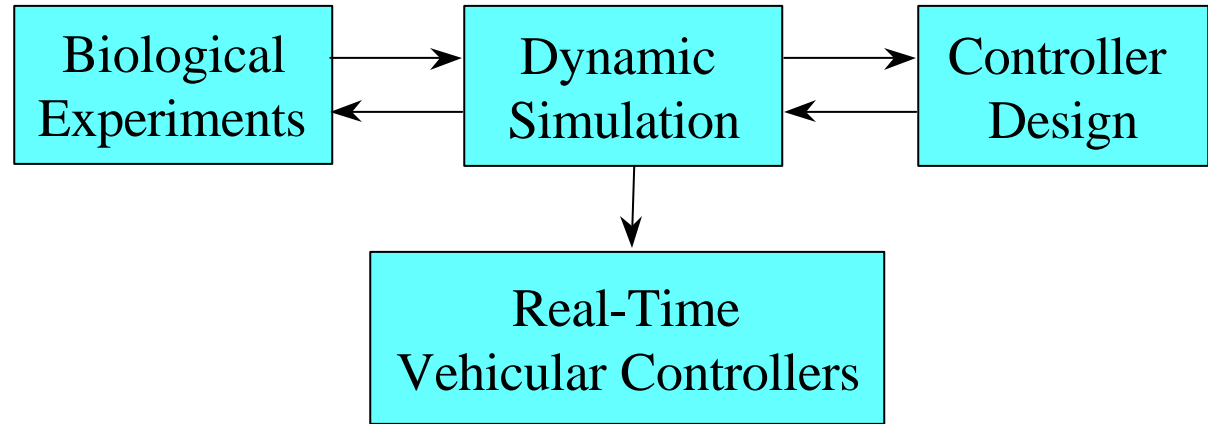 Biological
Experiments
Dynamic
Simulation
Controller
Design
Real-Time
Vehicular Controllers